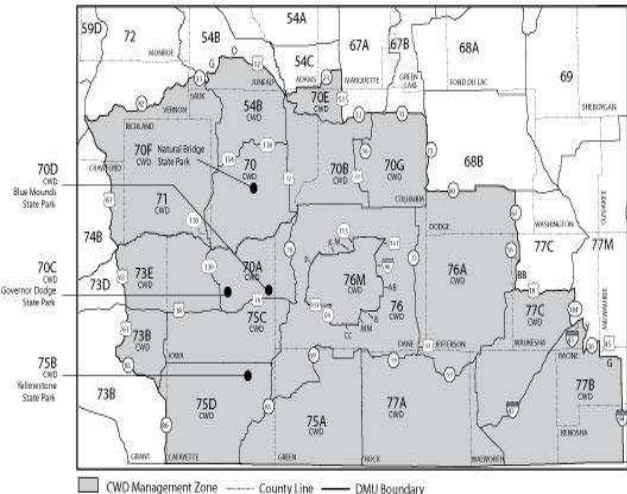 59D
72
54B
54A
54C
67A
67B
68A
69
MONROE
JUNEAU
ADAMS
MARQUETTE
GREEN
LAKE
FOND DU LAC
SHEBOYGAN
SAUK
VERNON
G
O
70E
CWD
54B
CWD
RICHLAND
70F
CWD
Natural Bridge
State Park
70
CWD
70B
CWD
70G
CWD
68B
CRAWFORD
70D
CWD
Blue Mounds
State Park
71
CWD
COLUMBIA
DODGE
WASHINGTON
77C
77M
74B
73D
70C
CWD
Governor Dodge
State Park
73E
CWD
70A
CWD
76M
CWD
76
CWD
76A
CWD
BB
MILWAUKEE
75C
CWD
AB
MM
CC
77C
CWD
73B
CWD
IOWA
DANE
JEFFERSON
WAUKESHA
RACINE
G
75B
CWD
Yellowstone
State Park
73B
75D
CWD
75A
CWD
77A
CWD
77B
CWD
KENOSHA
GRANT
LAFAYETTE
GREEN
ROCK
WALWORTH
CWD Management Zone
County Line
DMU Boundary